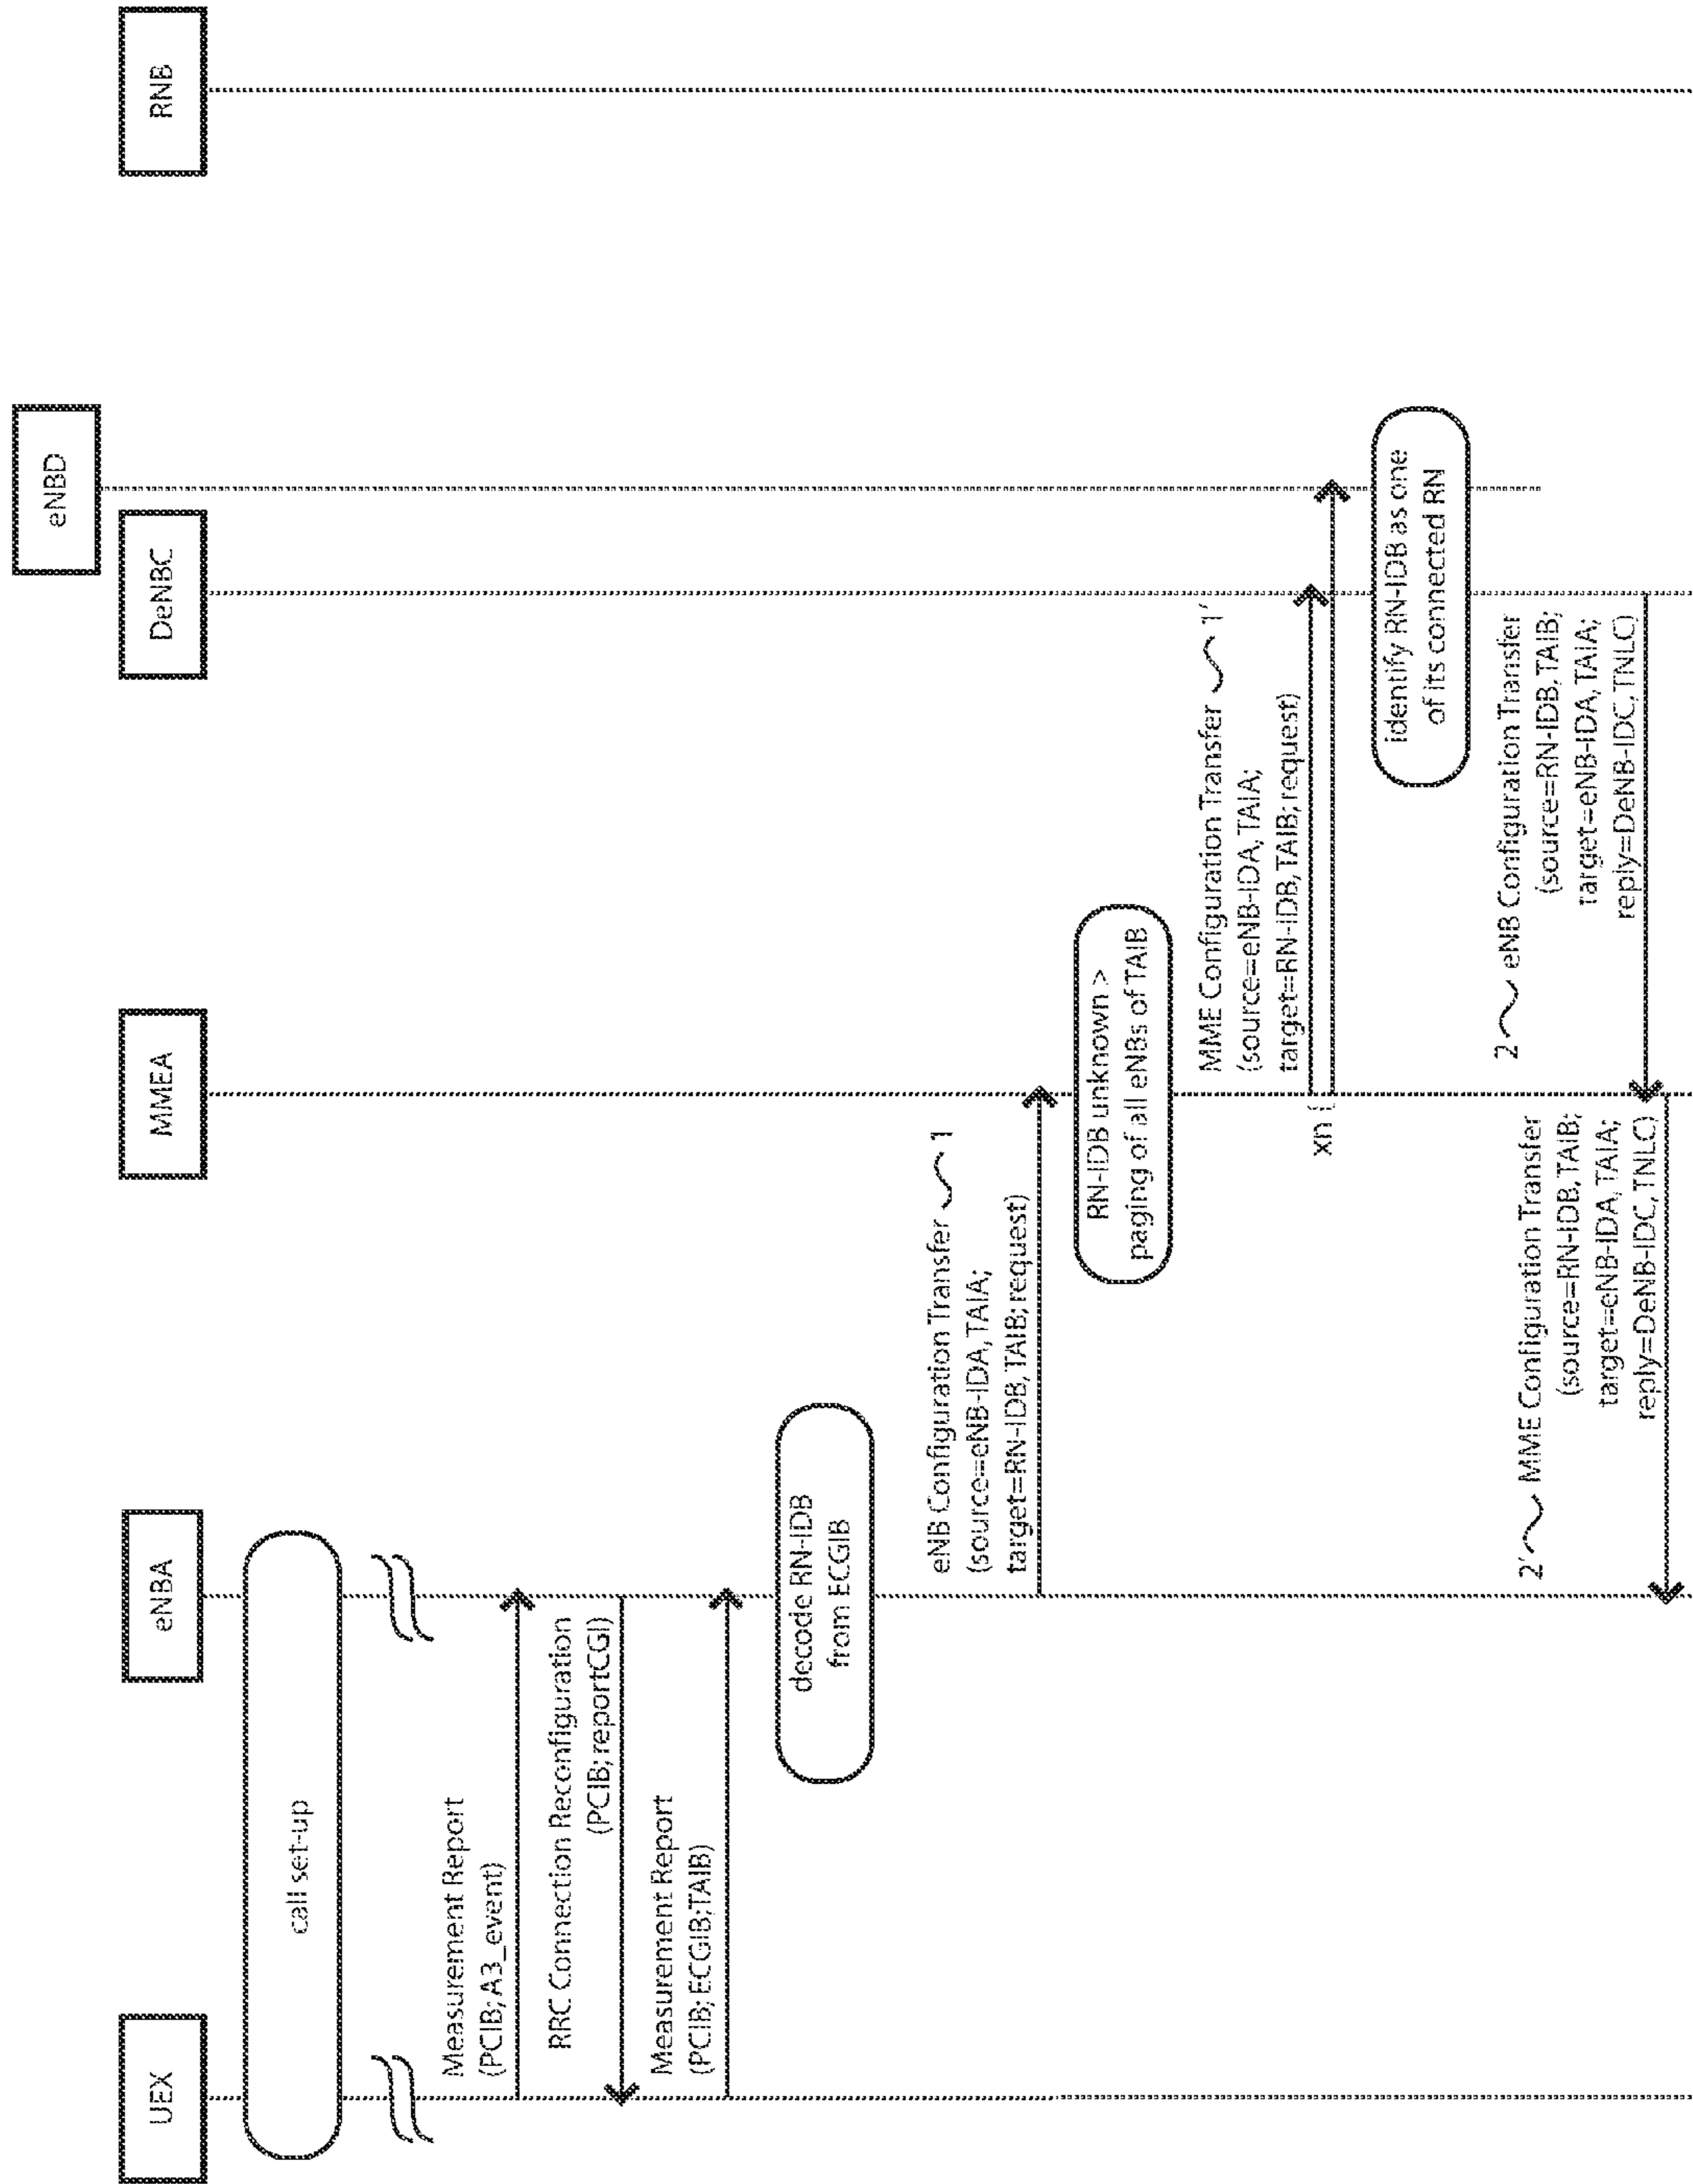 UEX
eNBA
MMEA
DeNBC
eNBD
RNB
call set-up
Measurement Report
(PCIB; A3_event)
RRC Connection Reconfiguration
(PCIB; reportCGI)
Measurement Report
(PCIB; ECGIB;TAIB)
decode RN-IDB
from ECGIB
eNB Configuration Transfer 1
(source=eNB-IDA, TAIA;
target=RN-IDB, TAIB; request)
RN-IDB unknown >
paging of all eNBs of TAIB
MME Configuration Transfer 1'
(source=eNB-IDA, TAIA;
target=RN-IDB, TAIB; request)
xn {
identify RN-IDB as one
of its connected RN
2 eNB Configuration Transfer
(source=RN-IDB, TAIB;
target=eNB-IDA, TAIA;
reply=DeNB-IDC, TNLC)
2' MME Configuration Transfer
(source=RN-IDB, TAIB;
target=eNB-IDA, TAIA;
reply=DeNB-IDC, TNLC)